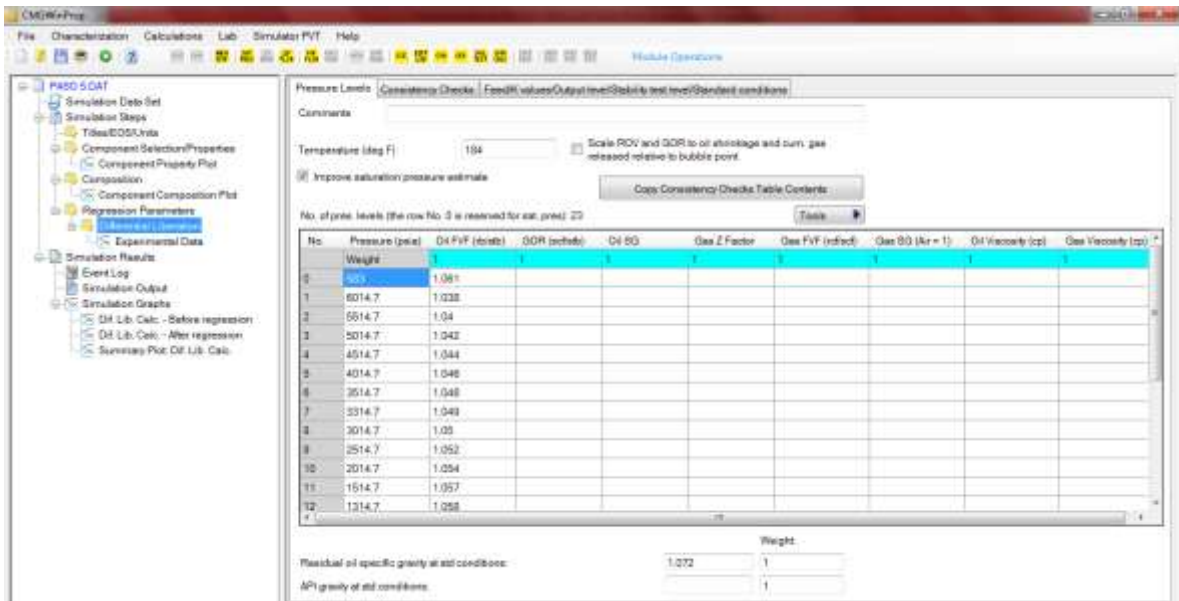 CMGWinProp
File Characterization Calculations Lab Simulator PVT Help
Module Operations
PASO 5.DAT
Simulation Data Set
Simulation Steps
Titles/EOS/Units
Component Selection/Properties
Component Property Plot
Composition
Component Composition Plot
Regression Parameters
Differential Liberation
Experimental Data
Simulation Results
Event Log
Simulation Output
Simulation Graphs
Dif. Lib. Calc. - Before regression
Dif. Lib. Calc. - After regression
Summary Plot: Dif. Lib. Calc.
Pressure Levels Consistency Checks Feed/K values/Output level/Stability test level/Standard conditions
Comments
Temperature (deg F) 184 Scale ROV and GOR to oil shrinkage and cum. gas
released relative to bubble point
Improve saturation pressure estimate
Copy Consistency Checks Table Contents
No. of pres. levels (the row No. 0 is reserved for sat. pres): 23 Tools
No. Pressure (psia) Oil FVF (rb/stb) GOR (scf/stb) Oil SG Gas Z Factor Gas FVF (rcf/scf) Gas SG (Air = 1) Oil Viscosity (cp) Gas Viscosity (cp)
Weight 1 1 1 1 1 1 1 1
0 583 1.061
1 6014.7 1.038
2 5514.7 1.04
3 5014.7 1.042
4 4514.7 1.044
5 4014.7 1.046
6 3514.7 1.048
7 3314.7 1.049
8 3014.7 1.05
9 2514.7 1.052
10 2014.7 1.054
11 1514.7 1.057
12 1314.7 1.058
Weight
Residual oil specific gravity at std conditions: 1.072 1
API gravity at std conditions: 1